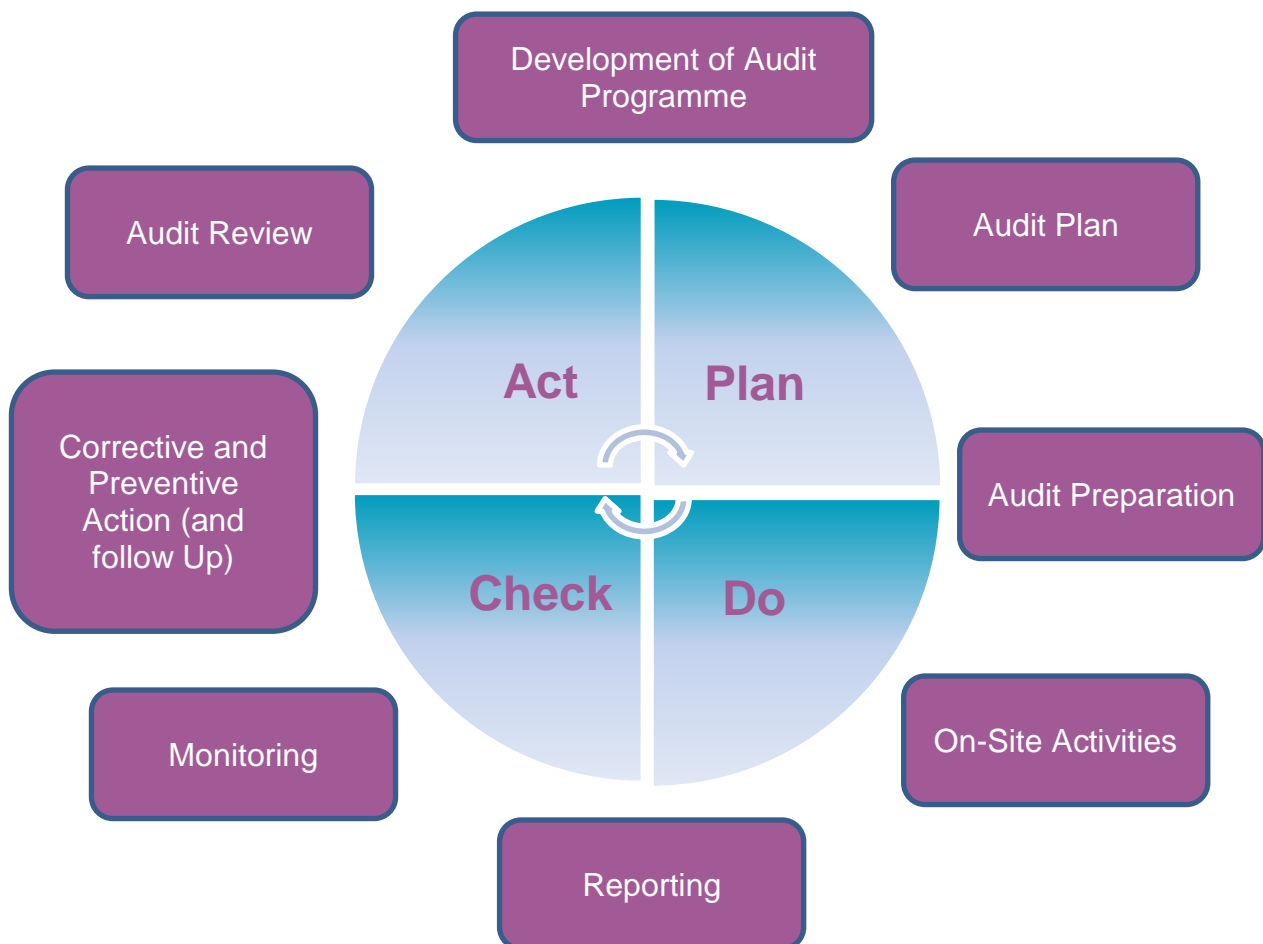 Development of Audit
Programme
Audit Review
Audit Plan
Act
Plan
Corrective and
Preventive
Action (and
follow Up)
Audit Preparation
Check
Do
Monitoring
On-Site Activities
Reporting